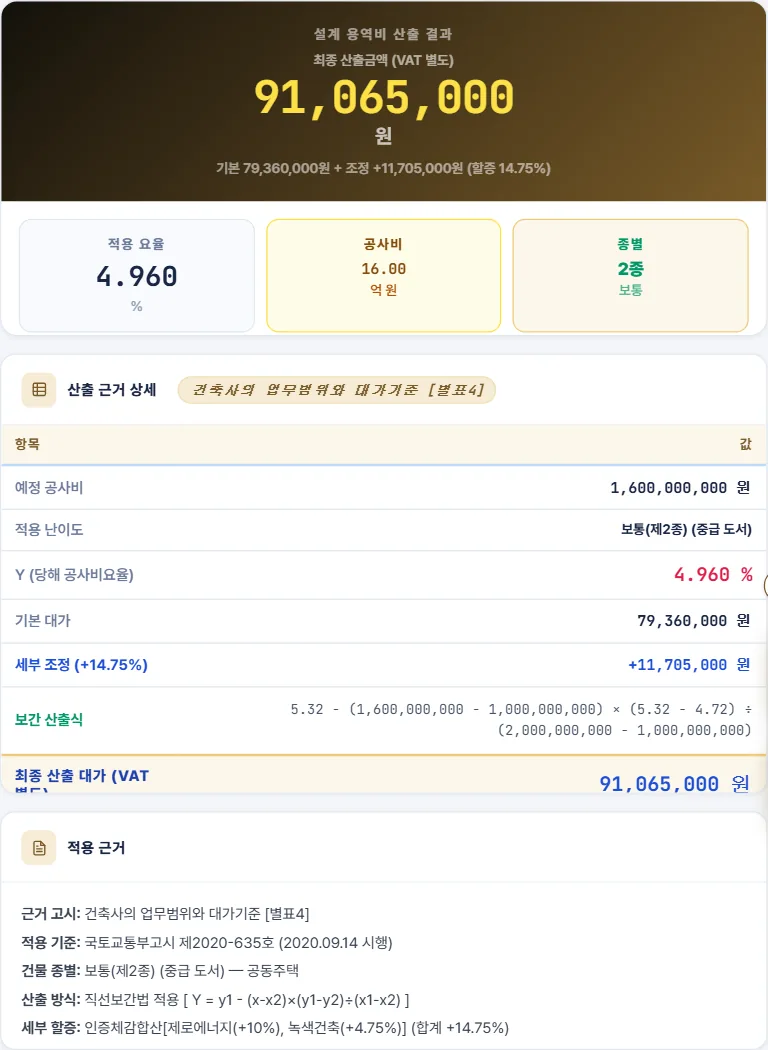 설계 용역비 산출 결과
최종 산출금액 (VAT 별도)
91,065,000
원
기본 79,360,000원 + 조정 +11,705,000원 (할증 14.75%)
적용 요율
4.960
%
공사비
16.00
억 원
종별
2종
보통
산출 근거 상세
건축사의 업무범위와 대가기준 [별표4]
항목 값
예정 공사비 1,600,000,000 원
적용 난이도 보통(제2종) (중급 도서)
Y (당해 공사비요율) 4.960 %
기본 대가 79,360,000 원
세부 조정 (+14.75%) +11,705,000 원
보간 산출식 5.32 - (1,600,000,000 - 1,000,000,000) × (5.32 - 4.72) ÷
(2,000,000,000 - 1,000,000,000)
최종 산출 대가 (VAT 91,065,000 원
별도)
적용 근거
근거 고시: 건축사의 업무범위와 대가기준 [별표4]
적용 기준: 국토교통부고시 제2020-635호 (2020.09.14 시행)
건물 종별: 보통(제2종) (중급 도서) — 공동주택
산출 방식: 직선보간법 적용 [ Y = y1 - (x-x2)×(y1-y2)÷(x1-x2) ]
세부 할증: 인증체감합산[제로에너지(+10%), 녹색건축(+4.75%)] (합계 +14.75%)